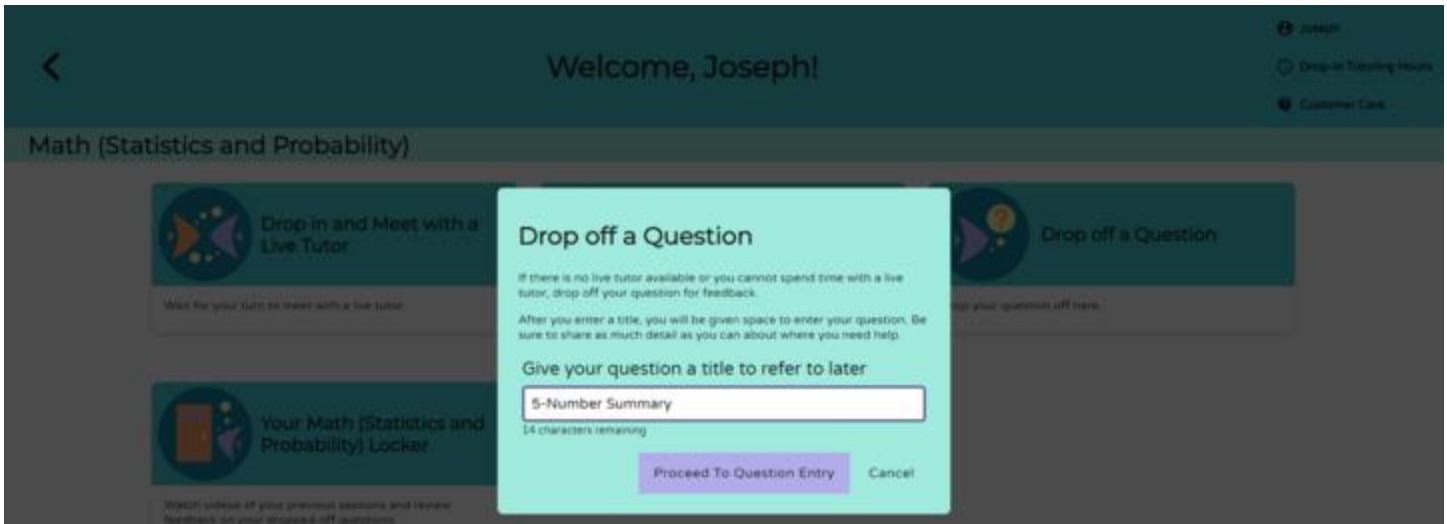 Joseph
Drop-In Tutoring Hours
Customer Care
Welcome, Joseph!
Math (Statistics and Probability)
Drop in and Meet with a
Live Tutor
Wait for your turn to meet with a live tutor
Drop off a Question
If there is no live tutor available or you cannot spend time with a live
tutor, drop off your question for feedback.
After you enter a title, you will be given space to enter your question. Be
sure to share as much detail as you can about where you need help.
Give your question a title to refer to later
5-Number Summary
14 characters remaining
Proceed To Question Entry
Cancel
Drop off a Question
your question off here
Your Math (Statistics and
Probability) Locker
Watch videos of your previous sessions and review
feedback on your dropped off questions